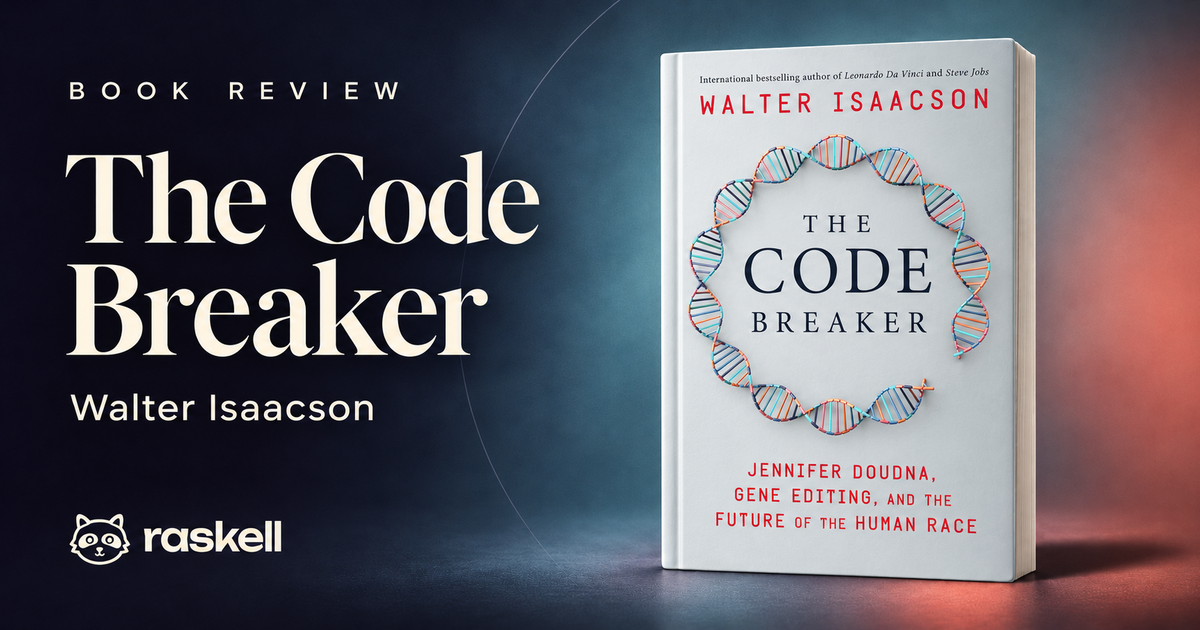 BOOK REVIEW
The Code
Breaker
Walter Isaacson
raskell
International bestselling author of Leonardo Da Vinci and Steve Jobs
WALTER ISAACSON
THE
CODE
BREAKER
JENNIFER DOUDNA,
GENE EDITING, AND THE
FUTURE OF THE HUMAN RACE